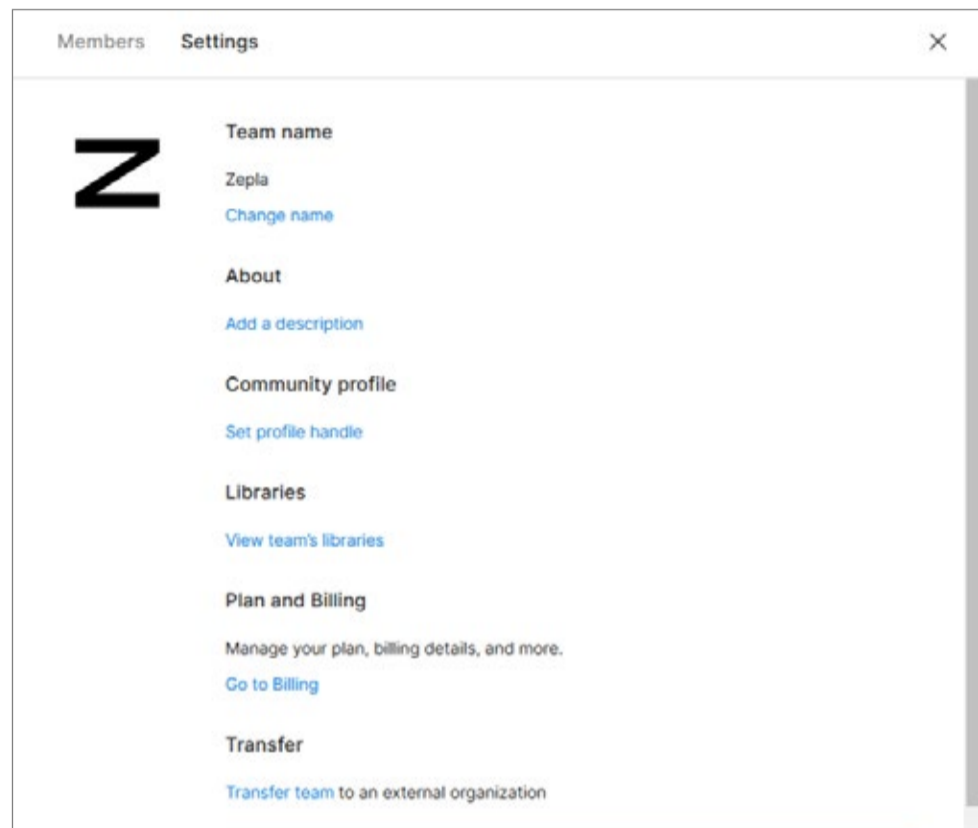 Members Settings
Z
Team name
Zepla
Change name
About
Add a description
Community profile
Set profile handle
Libraries
View team's libraries
Plan and Billing
Manage your plan, billing details, and more.
Go to Billing
Transfer
Transfer team to an external organization